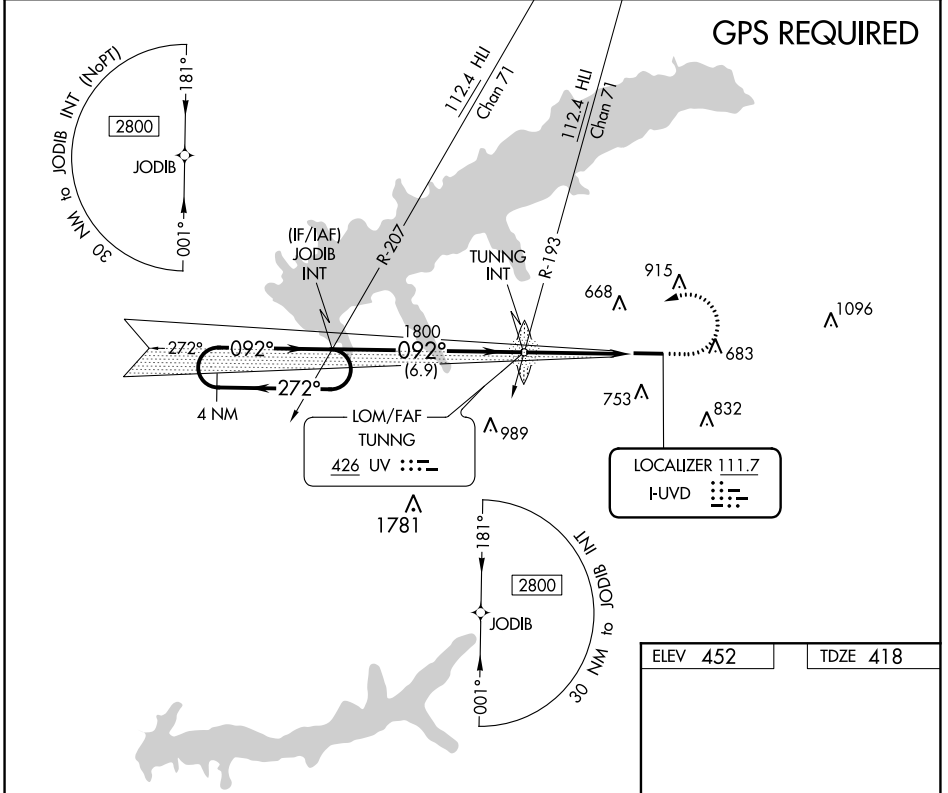 GPS REQUIRED
30 NM to JODIB INT (NoPT)
181°
2800
JODIB
001°
112.4 HLI
Chan 71
112.4 HLI
Chan 71
R-207
R-193
(IF/IAF)
JODIB
INT
TUNNG
INT
668
915
1096
683
753
832
989
1781
272°
092°
1800
092°
(6.9)
272°
4 NM
LOM/FAF
TUNNG
426 UV
LOCALIZER 111.7
I-UVD
181°
2800
JODIB
001°
30 NM to JODIB INT
ELEV 452
TDZE 418